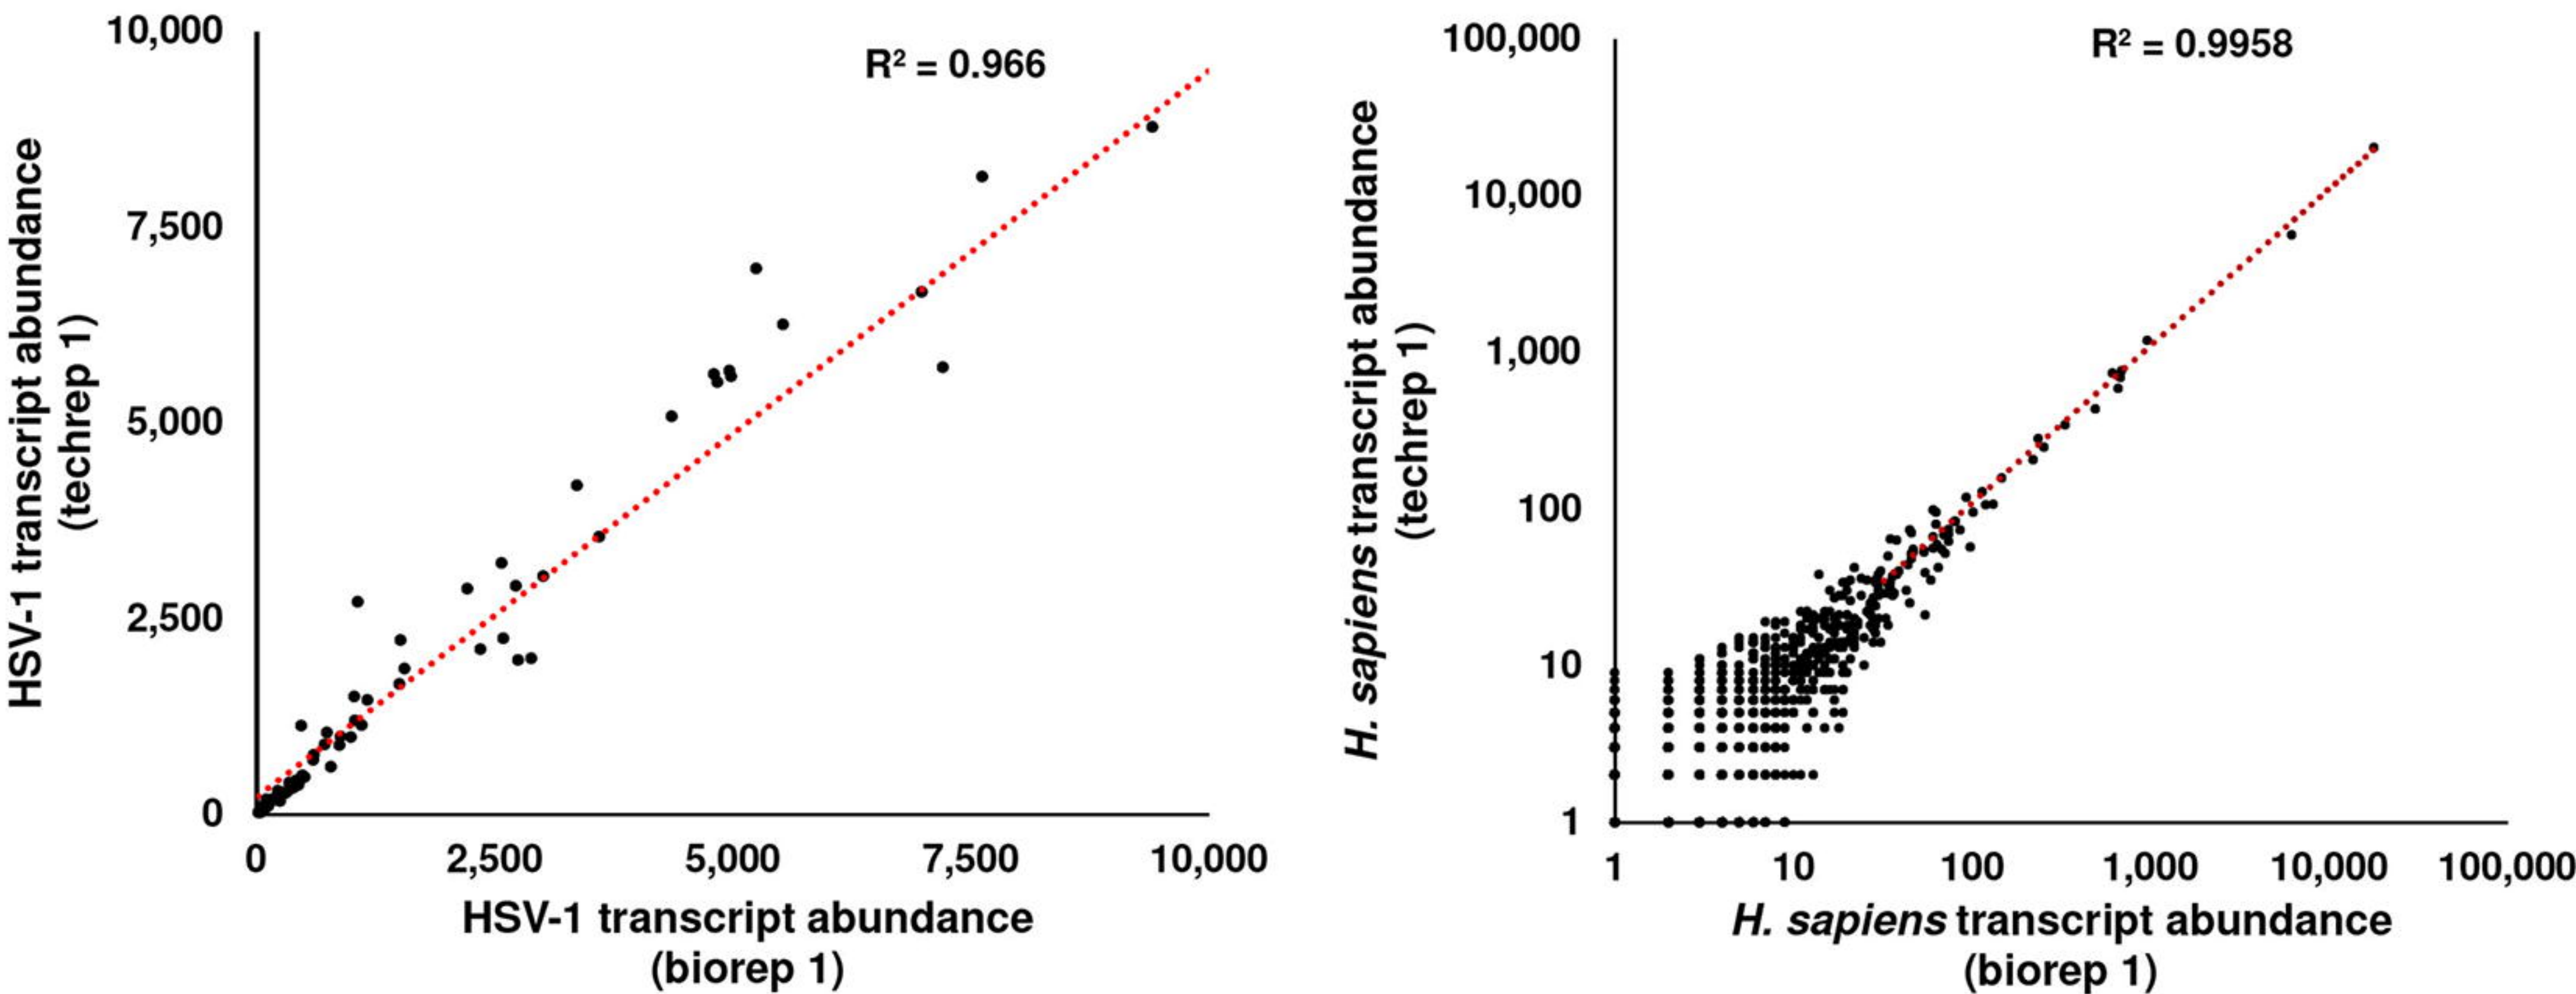 HSV-1 transcript abundance
(techrep 1)
10,000
7,500
5,000
2,500
0
R² = 0.966
0 2,500 5,000 7,500 10,000
HSV-1 transcript abundance
(biorep 1)
H. sapiens transcript abundance
(techrep 1)
100,000
10,000
1,000
100
10
1
R² = 0.9958
1 10 100 1,000 10,000 100,000
H. sapiens transcript abundance
(biorep 1)